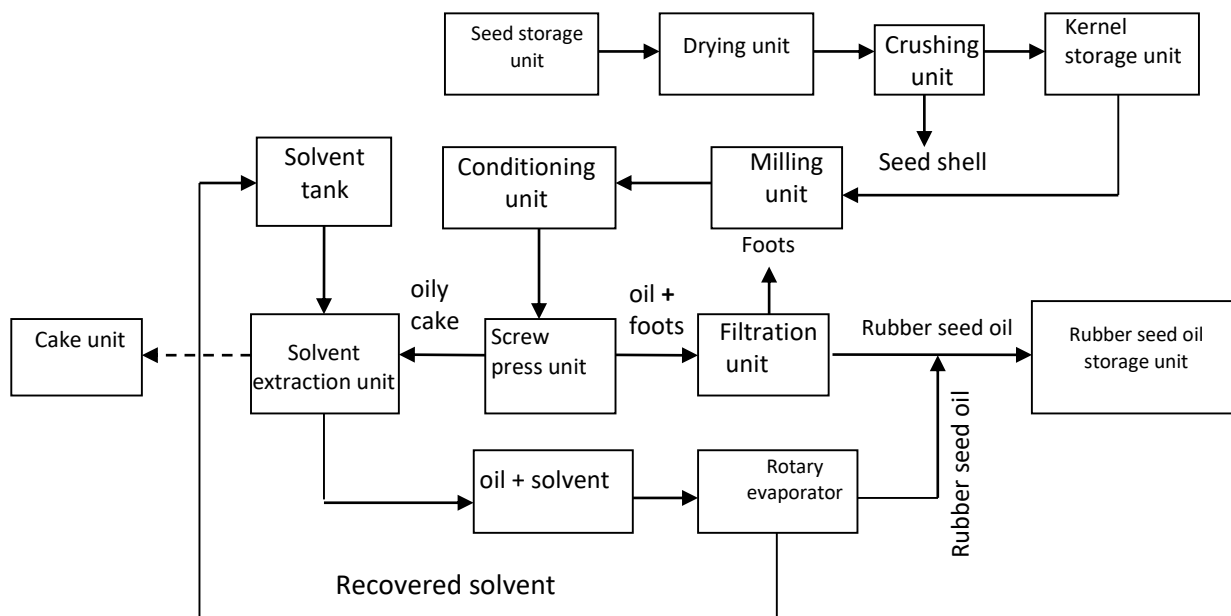 Seed storage
unit
Drying unit
Crushing
unit
Kernel
storage unit
Seed shell
Solvent
tank
Conditioning
unit
Milling
unit
Foots
oily
cake
oil +
foots
Rubber seed oil
Cake unit
Solvent
extraction unit
Screw
press unit
Filtration
unit
Rubber seed oil
storage unit
Rubber seed oil
oil + solvent
Rotary
evaporator
Recovered solvent